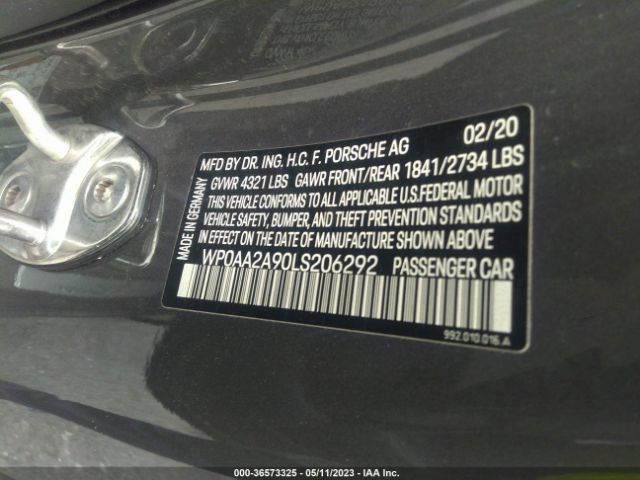 MFD BY DR. ING. H.C. F. PORSCHE AG 02/20
GVWR 4321 LBS GAWR FRONT/REAR 1841/2734 LBS
THIS VEHICLE CONFORMS TO ALL APPLICABLE U.S.FEDERAL MOTOR
VEHICLE SAFETY, BUMPER, AND THEFT PREVENTION STANDARDS
IN EFFECT ON THE DATE OF MANUFACTURE SHOWN ABOVE.
WP0AA2A90LS206292 PASSENGER CAR
MADE IN GERMANY
992.010.016.A
000-36573325 - 05/11/2023 - IAA Inc.